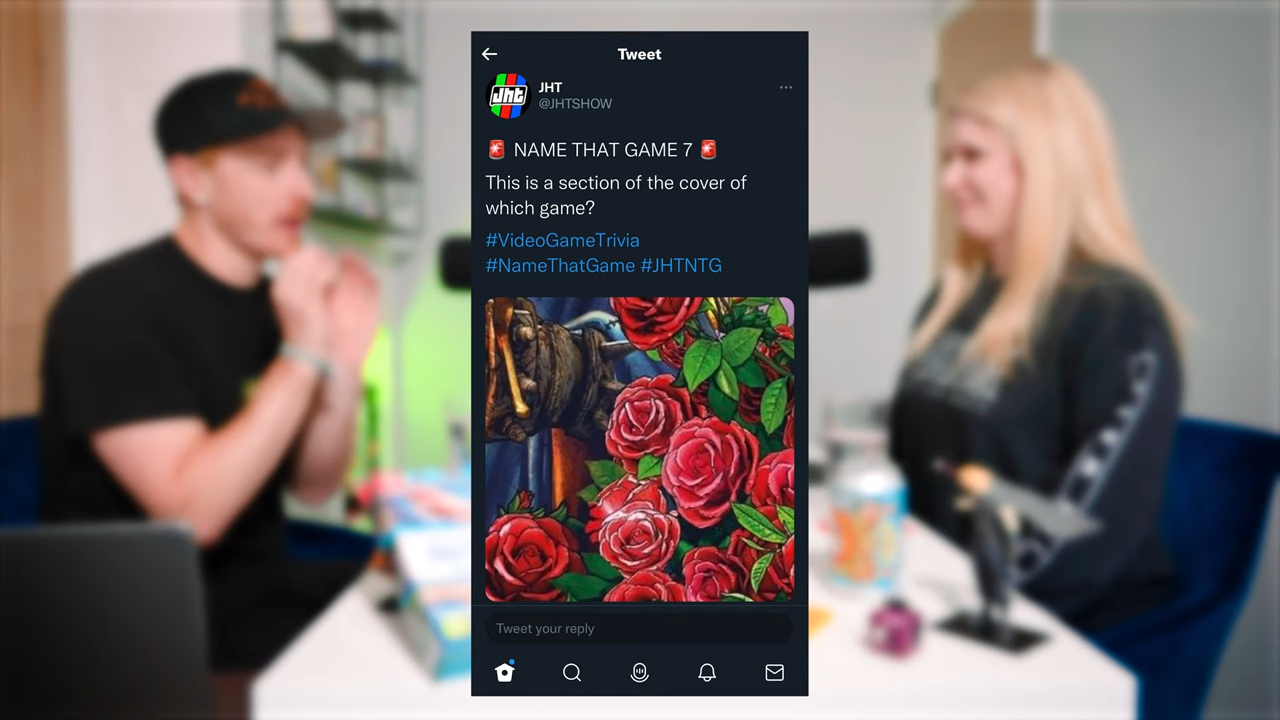 Tweet
Jht
JHT
@JHTSHOW
🚨 NAME THAT GAME 7 🚨
This is a section of the cover of
which game?
#VideoGameTrivia
#NameThatGame #JHTNTG
Tweet your reply